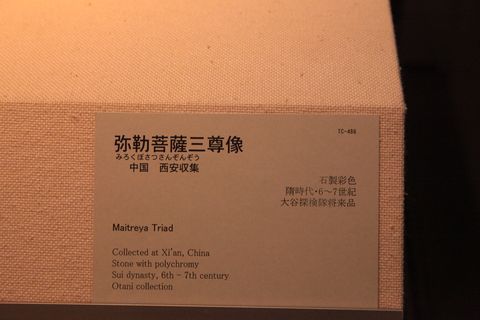 TC-488
弥勒菩薩三尊像
みろくぼさつさんぞんぞう
中国 西安収集
石製彩色
隋時代・6~7世紀
大谷探検隊将来品
Maitreya Triad
Collected at Xi'an, China
Stone with polychromy
Sui dynasty, 6th - 7th century
Otani collection